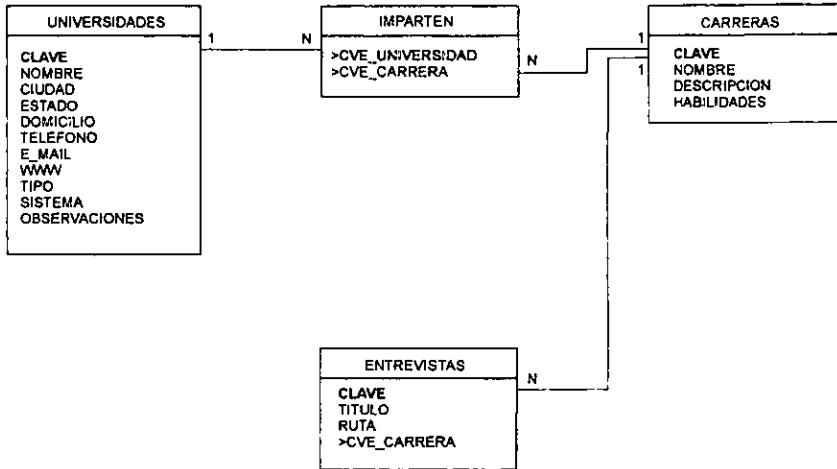 UNIVERSIDADES
CLAVE
NOMBRE
CIUDAD
ESTADO
DOMICILIO
TELEFONO
E_MAIL
WWW
TIPO
SISTEMA
OBSERVACIONES
1
N
IMPARTEN
>CVE_UNIVERSIDAD
>CVE_CARRERA
N
1
1
CARRERAS
CLAVE
NOMBRE
DESCRIPCION
HABILIDADES
ENTREVISTAS
CLAVE
TITULO
RUTA
>CVE_CARRERA
N